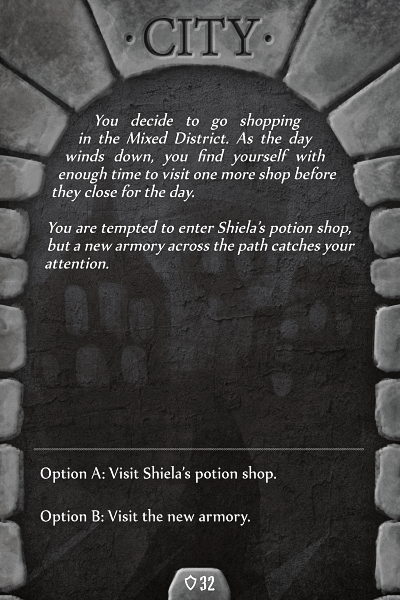 ·CITY·
You decide to go shopping
in the Mixed District. As the day
winds down, you find yourself with
enough time to visit one more shop before
they close for the day.
You are tempted to enter Shiela's potion shop,
but a new armory across the path catches your
attention.
Option A: Visit Shiela's potion shop.
Option B: Visit the new armory.
32